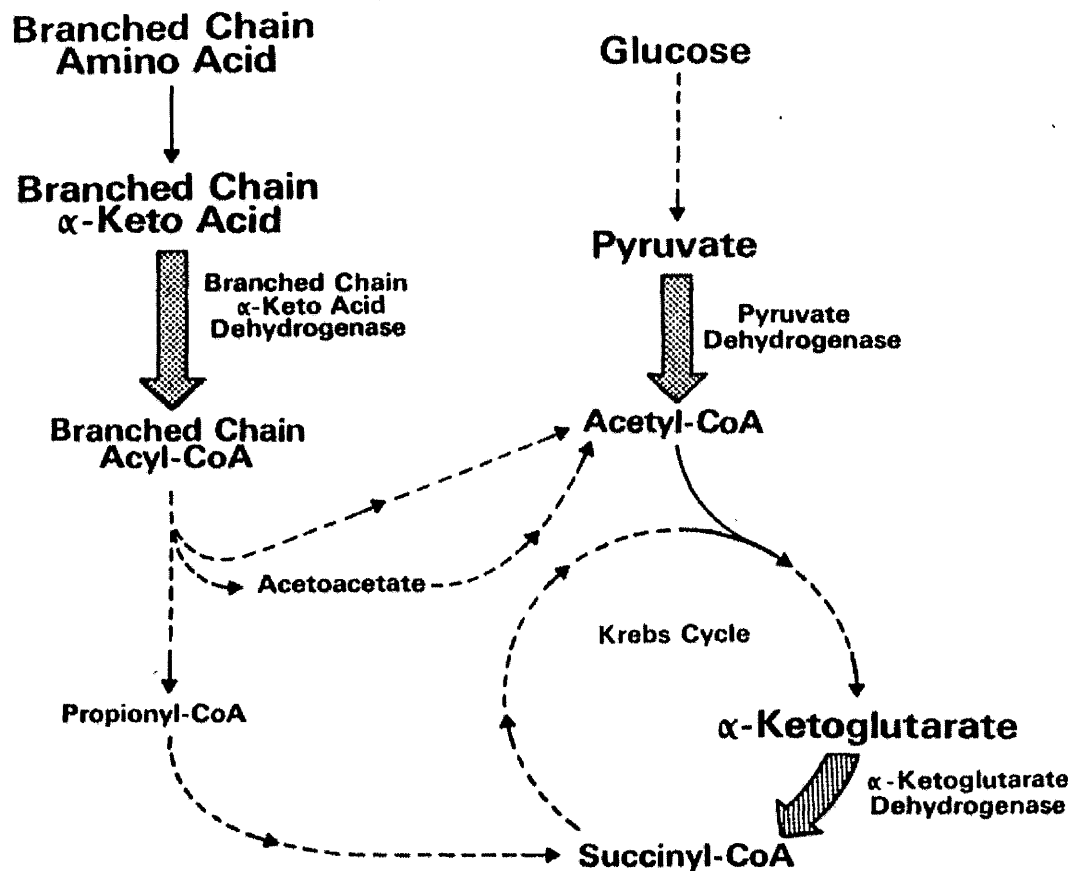 Branched Chain
Amino Acid
Glucose
Branched Chain
α-Keto Acid
Pyruvate
Branched Chain
α-Keto Acid
Dehydrogenase
Pyruvate
Dehydrogenase
Branched Chain
Acyl-CoA
Acetyl-CoA
Acetoacetate
Krebs Cycle
Propionyl-CoA
α-Ketoglutarate
α-Ketoglutarate
Dehydrogenase
Succinyl-CoA